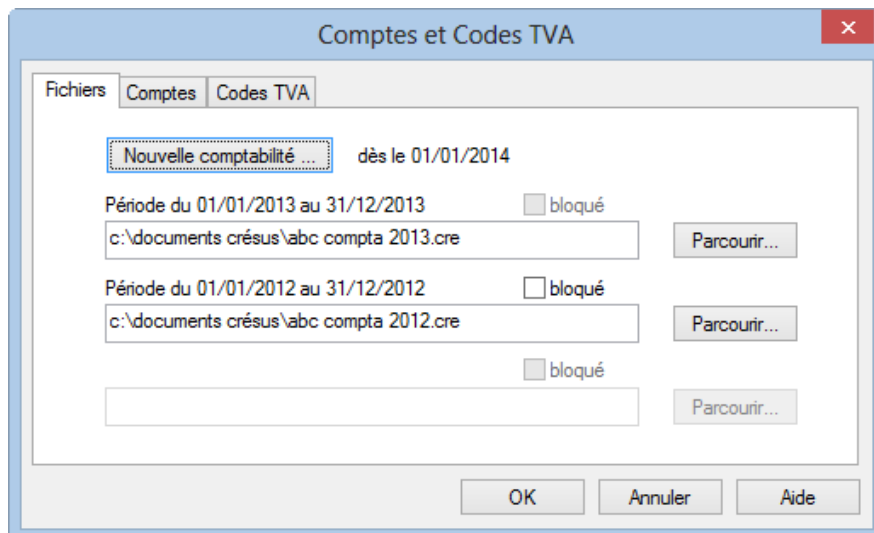 Comptes et Codes TVA
Fichiers Comptes Codes TVA
Nouvelle comptabilité ... dès le 01/01/2014
Période du 01/01/2013 au 31/12/2013 bloqué
c:\documents crésus\abc compta 2013.cre Parcourir...
Période du 01/01/2012 au 31/12/2012 bloqué
c:\documents crésus\abc compta 2012.cre Parcourir...
bloqué
Parcourir...
OK Annuler Aide